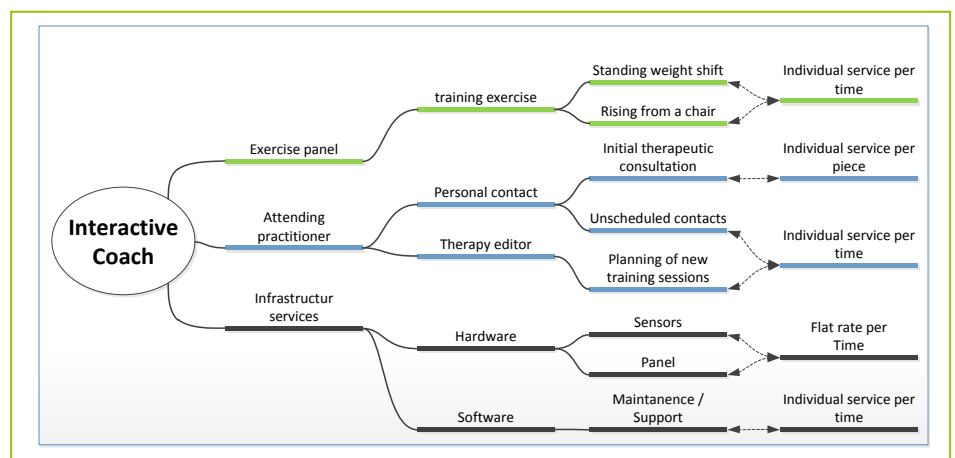 Interactive
Coach
Exercise panel
training exercise
Standing weight shift
Rising from a chair
Individual service per
time
Attending
practitioner
Personal contact
Initial therapeutic
consultation
Individual service per
piece
Unscheduled contacts
Therapy editor
Planning of new
training sessions
Individual service per
time
Infrastructur
services
Hardware
Sensors
Panel
Flat rate per
Time
Software
Maintanence /
Support
Individual service per
time